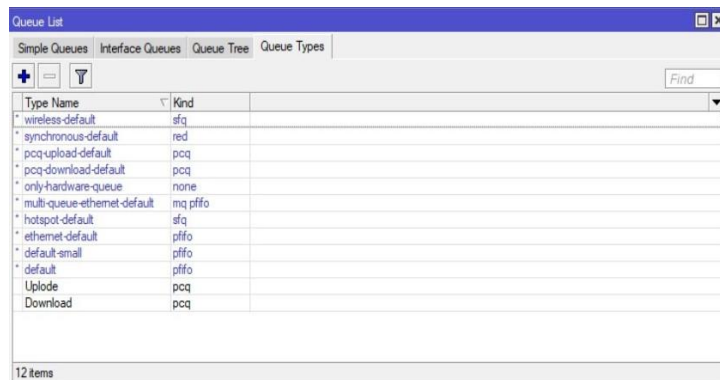 Queue List
Simple Queues Interface Queues Queue Tree Queue Types
Find
Type Name Kind
* wireless-default sfq
* synchronous-default red
* pcq-upload-default pcq
* pcq-download-default pcq
* only-hardware-queue none
* multi-queue-ethernet-default mq pfifo
* hotspot-default sfq
* ethernet-default pfifo
* default-small pfifo
* default pfifo
Uplode pcq
Download pcq
12 items